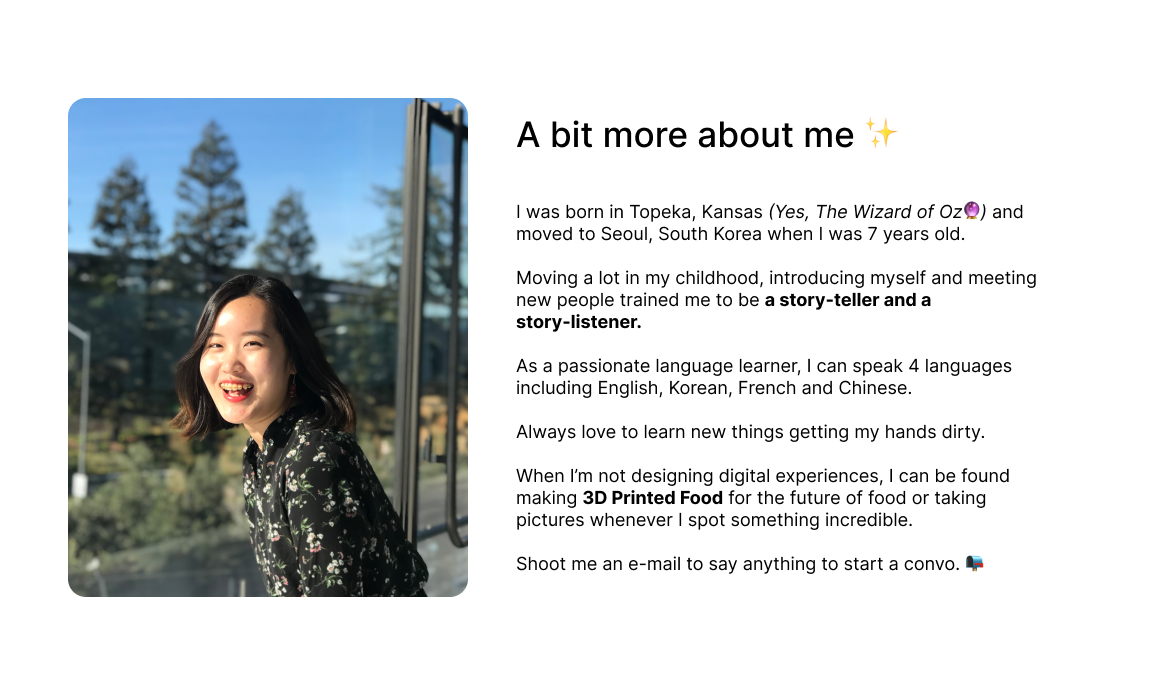 A bit more about me ✨
I was born in Topeka, Kansas (Yes, The Wizard of Oz🔮) and
moved to Seoul, South Korea when I was 7 years old.
Moving a lot in my childhood, introducing myself and meeting
new people trained me to be a story-teller and a
story-listener.
As a passionate language learner, I can speak 4 languages
including English, Korean, French and Chinese.
Always love to learn new things getting my hands dirty.
When I’m not designing digital experiences, I can be found
making 3D Printed Food for the future of food or taking
pictures whenever I spot something incredible.
Shoot me an e-mail to say anything to start a convo. 📭